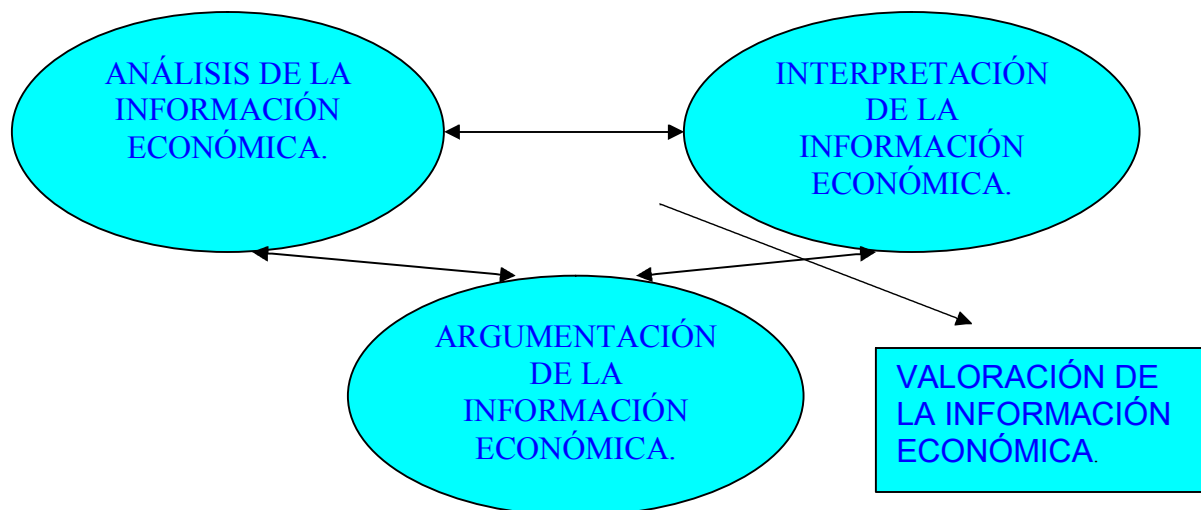 ANÁLISIS DE LA
INFORMACIÓN
ECONÓMICA.
INTERPRETACIÓN
DE LA
INFORMACIÓN
ECONÓMICA.
ARGUMENTACIÓN
DE LA
INFORMACIÓN
ECONÓMICA.
VALORACIÓN DE
LA INFORMACIÓN
ECONÓMICA.